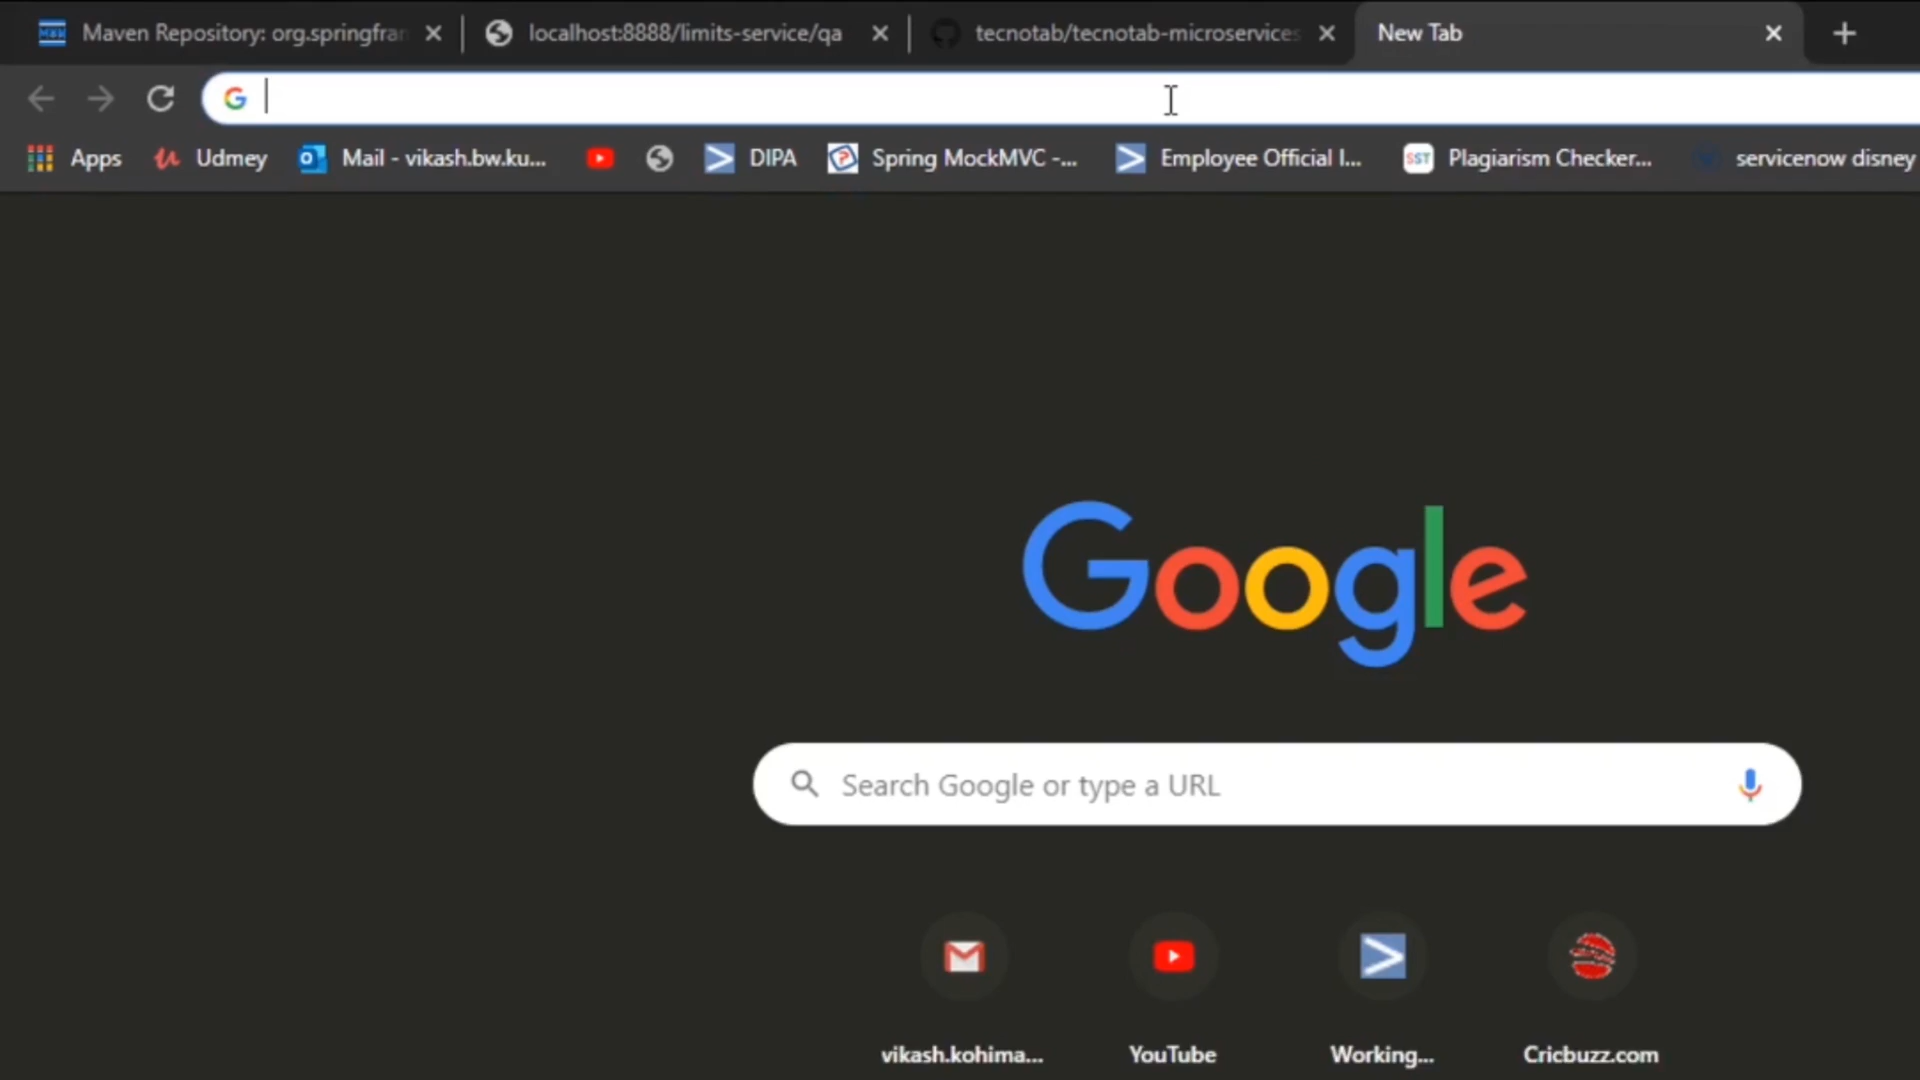 Maven Repository: org.springfran
localhost:8888/limits-service/qa
tecnotab/tecnotab-microservices
New Tab
Apps
Udmey
Mail - vikash.bw.ku...
DIPA
Spring MockMVC -...
Employee Official I...
SST
Plagiarism Checker...
servicenow disney
Google
Search Google or type a URL
vikash.kohima...
YouTube
Working...
Cricbuzz.com